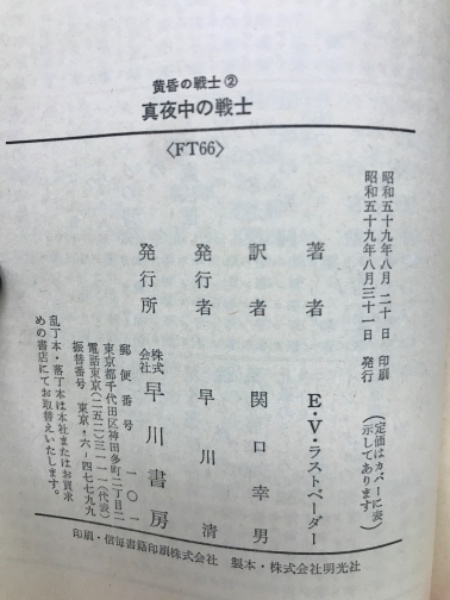 黄昏の戦士②
真夜中の戦士
〈FT66〉
昭和五十九年八月二十日 印刷
昭和五十九年八月三十一日 発行
(定価はカバーに表
示してあります)
著者 E・V・ラストベーダー
訳者 関口幸男
発行者 早川清
発行所 株式会社 早川書房
郵便番号 一〇一
東京都千代田区神田多町二丁目二
電話東京(二五二)三一一一(代表)
振替番号 東京・六-四七七九九
乱丁本・落丁本は本社またはお買求
めの書店にてお取替えいたします。
印刷・信毎書籍印刷株式会社 製本・株式会社明光社